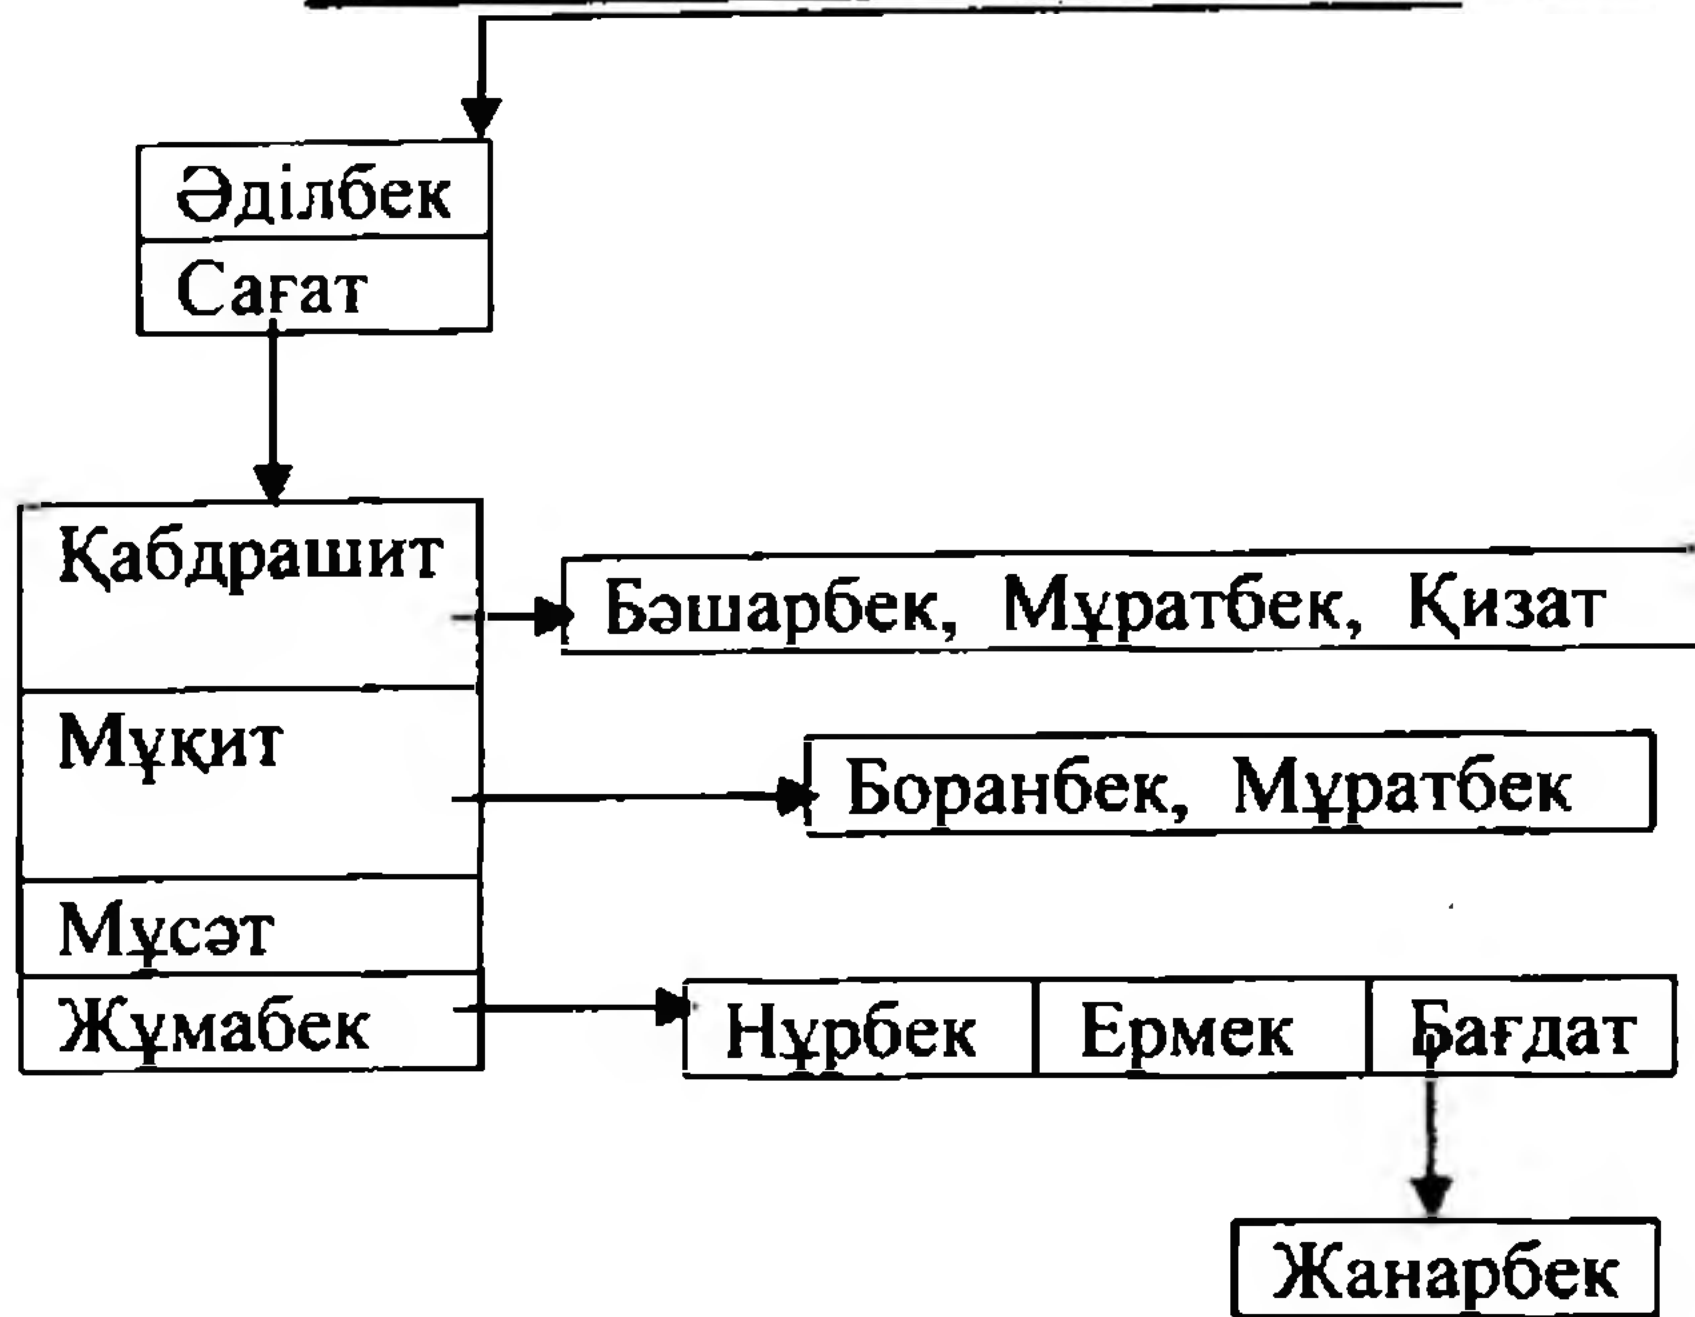 Әділбек
Сағат
Қабдрашит
Бәшарбек, Мұратбек, Қизат
Мұқит
Боранбек, Мұратбек
Мұсәт
Жұмабек
Нұрбек Ермек Бағдат
Жанарбек